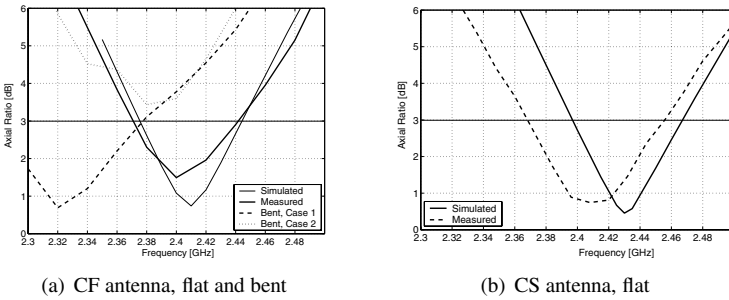 6
5
4
3
2
1
0
Axial Ratio [dB]
2.3 2.32 2.34 2.36 2.38 2.4 2.42 2.44 2.46 2.48
Frequency [GHz]
Simulated
Measured
Bent, Case 1
Bent, Case 2
(a) CF antenna, flat and bent
6
5
4
3
2
1
0
Axial Ratio [dB]
2.3 2.32 2.34 2.36 2.38 2.4 2.42 2.44 2.46 2.48
Frequency [GHz]
Simulated
Measured
(b) CS antenna, flat